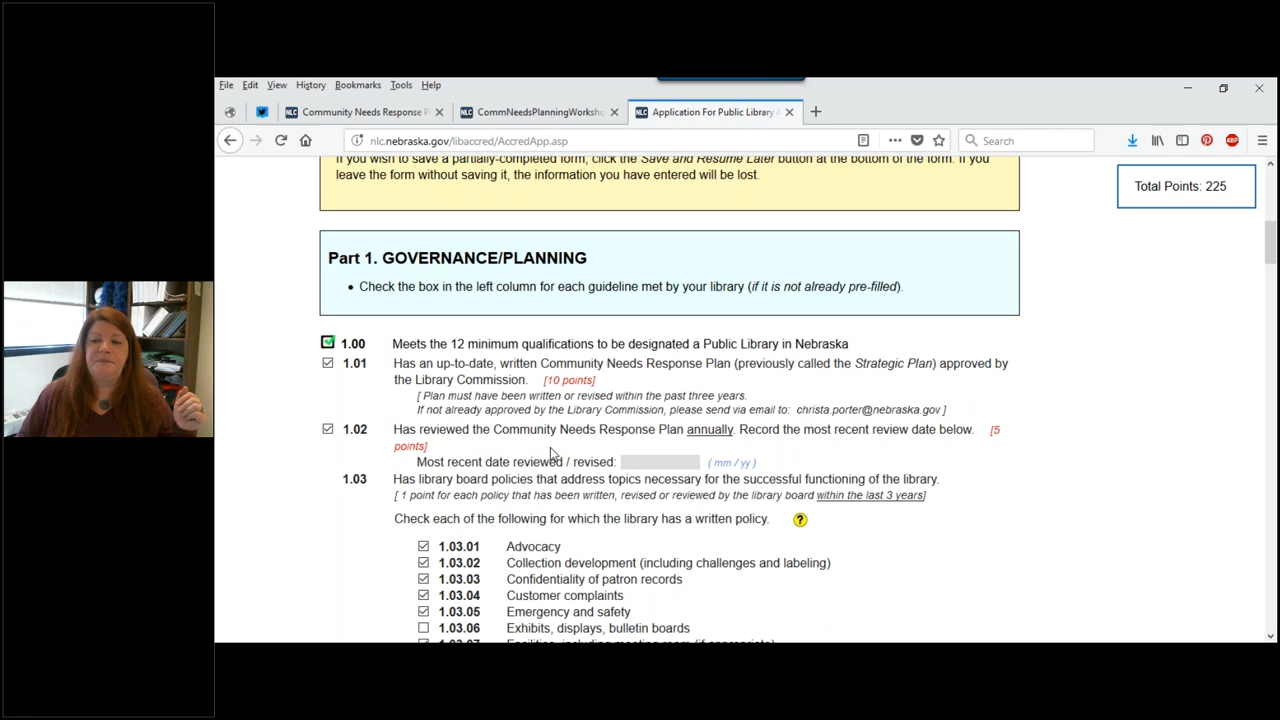 File Edit View History Bookmarks Tools Help
NLC Community Needs Response P
NLC CommNeedsPlanningWorksho
NLC Application For Public Library A
nlc.nebraska.gov/libaccred/AccredApp.asp
Search
ABP
If you wish to save a partially-completed form, click the Save and Resume Later button at the bottom of the form. If you
leave the form without saving it, the information you have entered will be lost.
Total Points: 225
Part 1. GOVERNANCE/PLANNING
• Check the box in the left column for each guideline met by your library (if it is not already pre-filled).
1.00 Meets the 12 minimum qualifications to be designated a Public Library in Nebraska
1.01 Has an up-to-date, written Community Needs Response Plan (previously called the Strategic Plan) approved by
the Library Commission. [10 points]
[ Plan must have been written or revised within the past three years.
If not already approved by the Library Commission, please send via email to: christa.porter@nebraska.gov ]
1.02 Has reviewed the Community Needs Response Plan annually. Record the most recent review date below. [5
points]
Most recent date reviewed / revised: ( mm / yy )
1.03 Has library board policies that address topics necessary for the successful functioning of the library.
[ 1 point for each policy that has been written, revised or reviewed by the library board within the last 3 years]
Check each of the following for which the library has a written policy. ?
1.03.01 Advocacy
1.03.02 Collection development (including challenges and labeling)
1.03.03 Confidentiality of patron records
1.03.04 Customer complaints
1.03.05 Emergency and safety
1.03.06 Exhibits, displays, bulletin boards
1.03.07 Facilities, including meeting room (if appropriate)